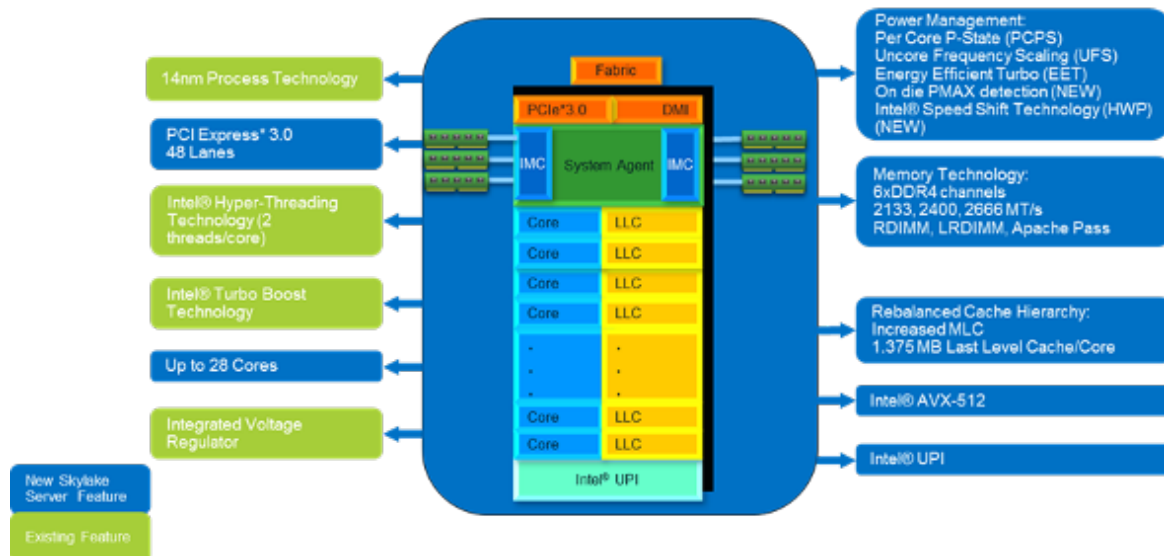 14nm Process Technology
PCI Express* 3.0
48 Lanes
Intel® Hyper-Threading
Technology (2
threads/core)
Intel® Turbo Boost
Technology
Up to 28 Cores
Integrated Voltage
Regulator
New Skylake
Server Feature
Existing Feature
Fabric
PCIe*3.0 DMI
IMC System Agent IMC
Core LLC
Core LLC
Core LLC
Core LLC
. .
. .
. .
Core LLC
Core LLC
Intel® UPI
Power Management:
Per Core P-State (PCPS)
Uncore Frequency Scaling (UFS)
Energy Efficient Turbo (EET)
On die PMAX detection (NEW)
Intel® Speed Shift Technology (HWP)
(NEW)
Memory Technology:
6xDDR4 channels
2133, 2400, 2666 MT/s
RDIMM, LRDIMM, Apache Pass
Rebalanced Cache Hierarchy:
Increased MLC
1.375 MB Last Level Cache/Core
Intel® AVX-512
Intel® UPI